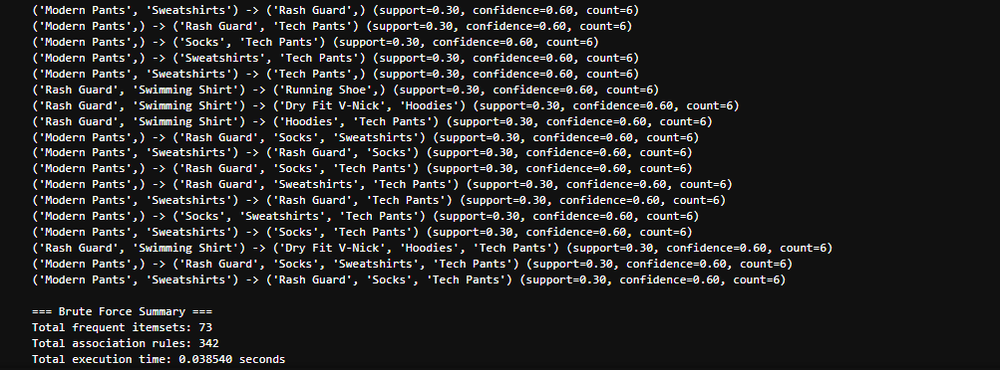 ('Modern Pants', 'Sweatshirts') -> ('Rash Guard',) (support=0.30, confidence=0.60, count=6)
('Modern Pants',) -> ('Rash Guard', 'Tech Pants') (support=0.30, confidence=0.60, count=6)
('Modern Pants',) -> ('Socks', 'Tech Pants') (support=0.30, confidence=0.60, count=6)
('Modern Pants',) -> ('Sweatshirts', 'Tech Pants') (support=0.30, confidence=0.60, count=6)
('Modern Pants', 'Sweatshirts') -> ('Tech Pants',) (support=0.30, confidence=0.60, count=6)
('Rash Guard', 'Swimming Shirt') -> ('Running Shoe',) (support=0.30, confidence=0.60, count=6)
('Rash Guard', 'Swimming Shirt') -> ('Dry Fit V-Nick', 'Hoodies') (support=0.30, confidence=0.60, count=6)
('Rash Guard', 'Swimming Shirt') -> ('Hoodies', 'Tech Pants') (support=0.30, confidence=0.60, count=6)
('Modern Pants',) -> ('Rash Guard', 'Socks', 'Sweatshirts') (support=0.30, confidence=0.60, count=6)
('Modern Pants', 'Sweatshirts') -> ('Rash Guard', 'Socks') (support=0.30, confidence=0.60, count=6)
('Modern Pants',) -> ('Rash Guard', 'Socks', 'Tech Pants') (support=0.30, confidence=0.60, count=6)
('Modern Pants',) -> ('Rash Guard', 'Sweatshirts', 'Tech Pants') (support=0.30, confidence=0.60, count=6)
('Modern Pants', 'Sweatshirts') -> ('Rash Guard', 'Tech Pants') (support=0.30, confidence=0.60, count=6)
('Modern Pants',) -> ('Socks', 'Sweatshirts', 'Tech Pants') (support=0.30, confidence=0.60, count=6)
('Modern Pants', 'Sweatshirts') -> ('Socks', 'Tech Pants') (support=0.30, confidence=0.60, count=6)
('Rash Guard', 'Swimming Shirt') -> ('Dry Fit V-Nick', 'Hoodies', 'Tech Pants') (support=0.30, confidence=0.60, count=6)
('Modern Pants',) -> ('Rash Guard', 'Socks', 'Sweatshirts', 'Tech Pants') (support=0.30, confidence=0.60, count=6)
('Modern Pants', 'Sweatshirts') -> ('Rash Guard', 'Socks', 'Tech Pants') (support=0.30, confidence=0.60, count=6)
=== Brute Force Summary ===
Total frequent itemsets: 73
Total association rules: 342
Total execution time: 0.038540 seconds